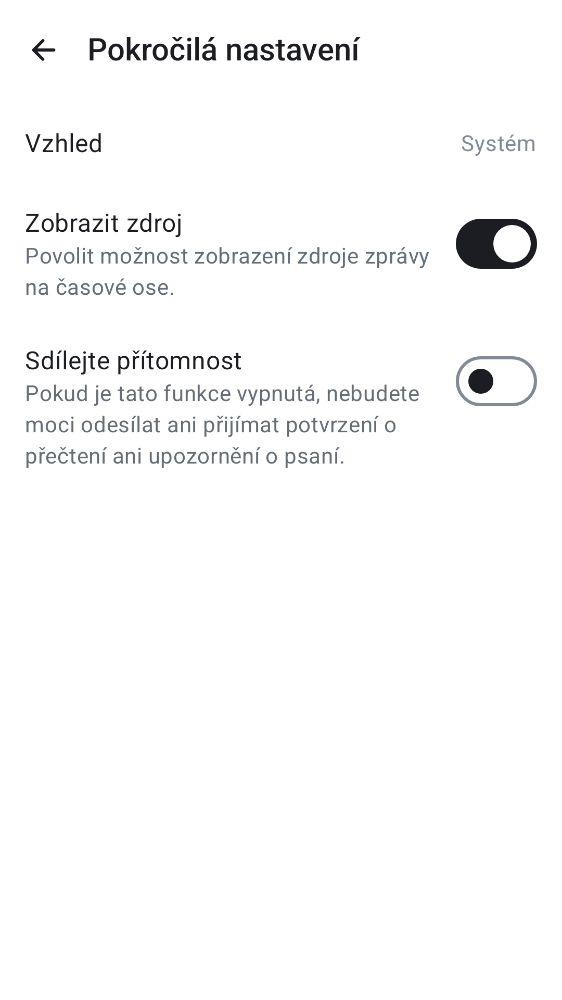 Pokročilá nastavení
Vzhled
Systém
Zobrazit zdroj
Povolit možnost zobrazení zdroje zprávy
na časové ose.
Sdílejte přítomnost
Pokud je tato funkce vypnutá, nebudete
moci odesílat ani přijímat potvrzení o
přečtení ani upozornění o psaní.